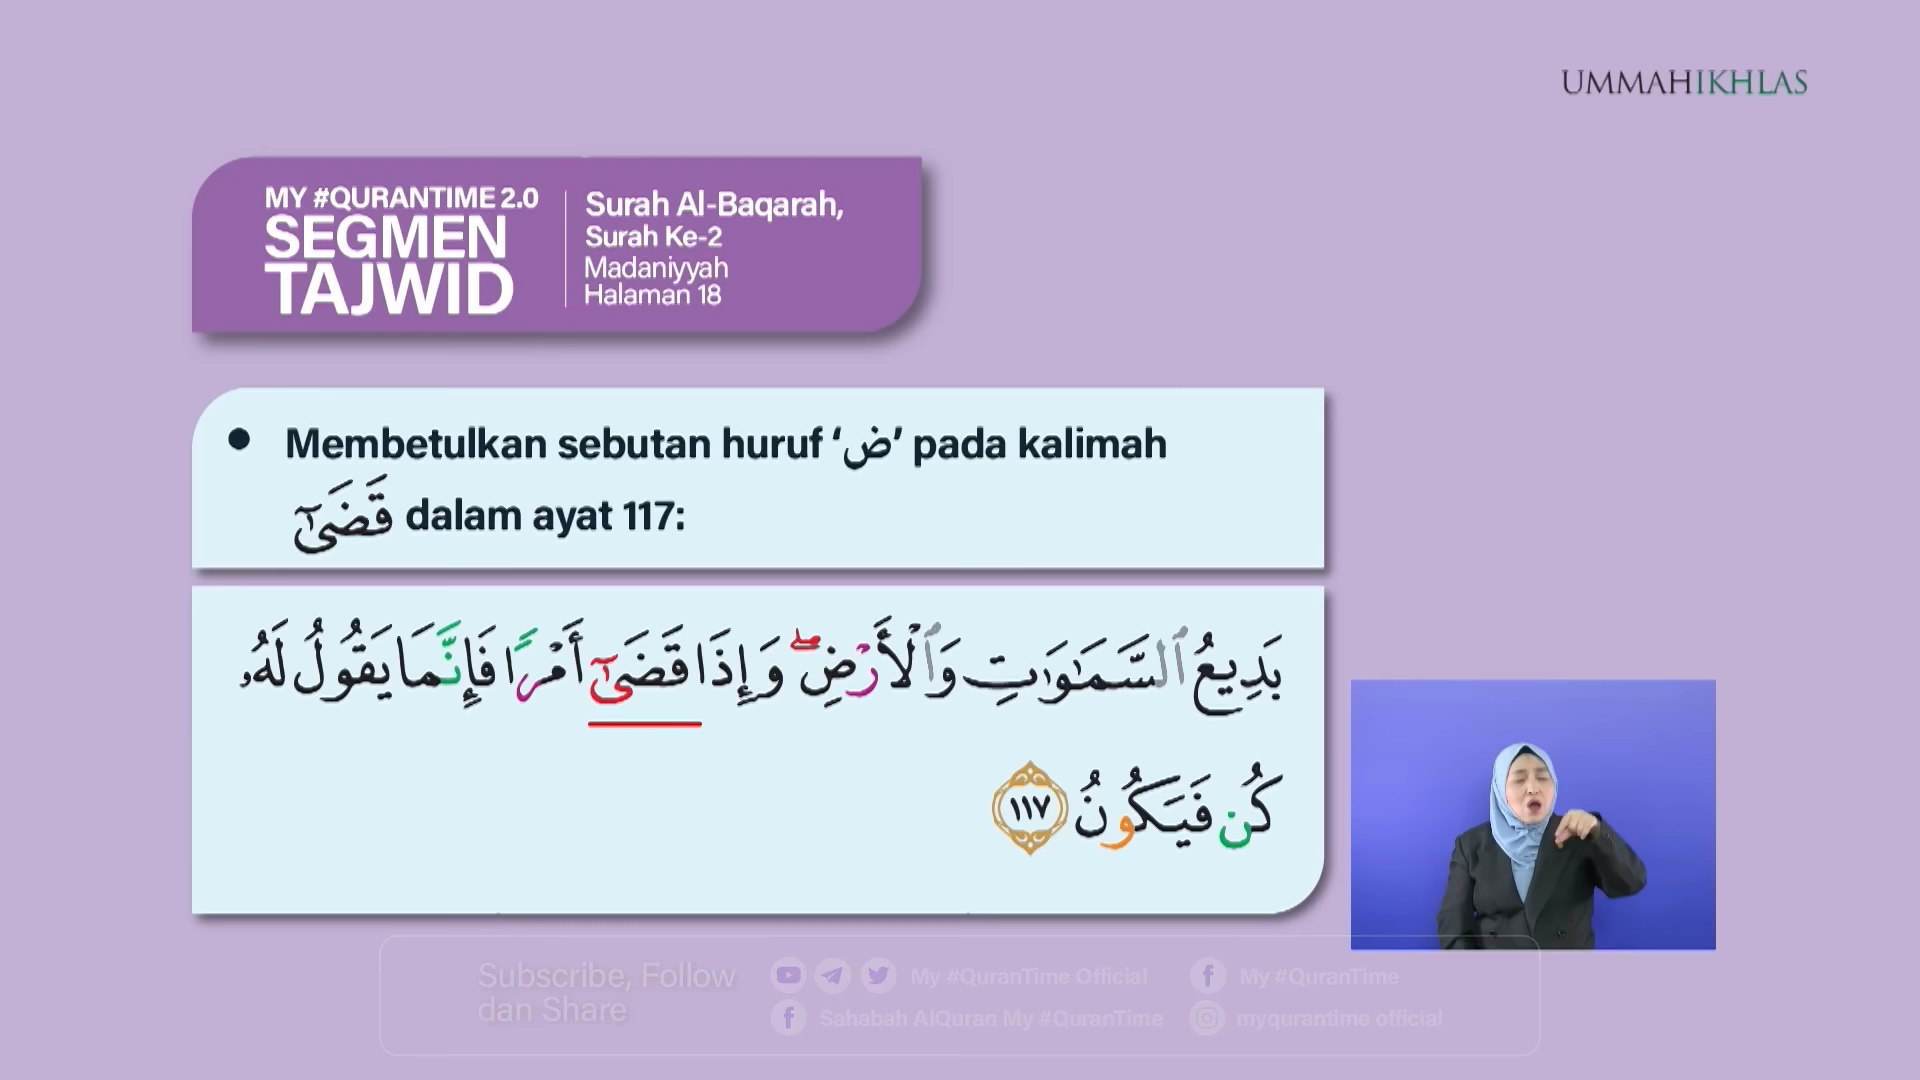 UMMAHIKHLAS
MY #QURANTIME 2.0
SEGMEN
TAJWID
Surah Al-Baqarah,
Surah Ke-2
Madaniyyah
Halaman 18
• Membetulkan sebutan huruf ‘ض’ pada kalimah
قَضَىٰٓ dalam ayat 117:
بَدِيعُ ٱلسَّمَـٰوَٰتِ وَٱلْأَرْضِ ۖ وَإِذَا قَضَىٰٓ أَمْرًا فَإِنَّمَا يَقُولُ لَهُۥ
كُن فَيَكُونُ ١١٧
Subscribe, Follow
dan Share
My #QuranTime Official
My #QuranTime
Sahabah AlQuran My #QuranTime
myqurantime official